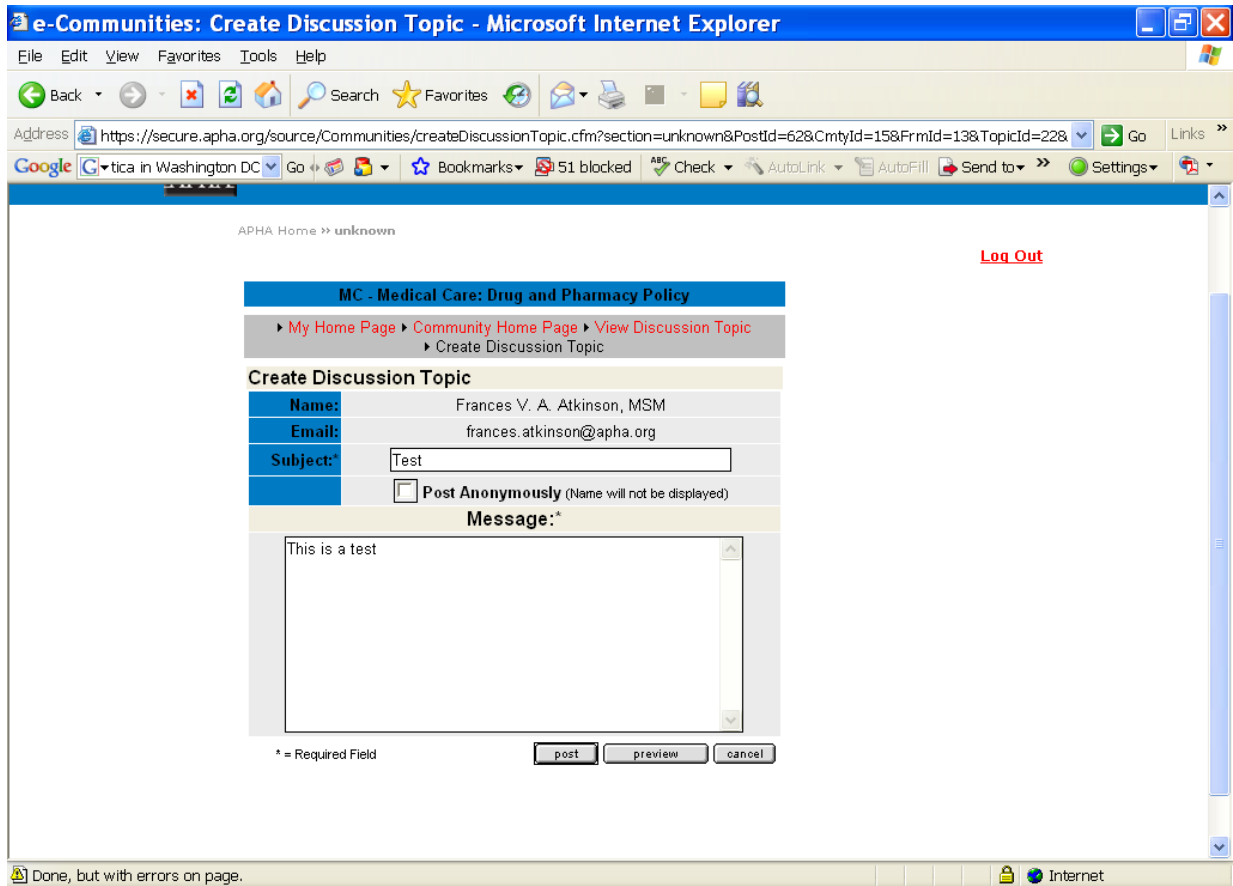 e-Communities: Create Discussion Topic - Microsoft Internet Explorer
File Edit View Favorites Tools Help
Back Search Favorites
Address https://secure.apha.org/source/Communities/createDiscussionTopic.cfm?section=unknown&PostId=62&CmtyId=15&FrmId=13&TopicId=22& Go Links »
Google G tica in Washington DC Go Bookmarks 51 blocked ABC Check AutoLink AutoFill Send to » Settings
APHA Home » unknown
Log Out
MC - Medical Care: Drug and Pharmacy Policy
My Home Page Community Home Page View Discussion Topic
Create Discussion Topic
Create Discussion Topic
Name: Frances V. A. Atkinson, MSM
Email: frances.atkinson@apha.org
Subject:* Test
Post Anonymously (Name will not be displayed)
Message:*
This is a test
* = Required Field post preview cancel
Done, but with errors on page. Internet